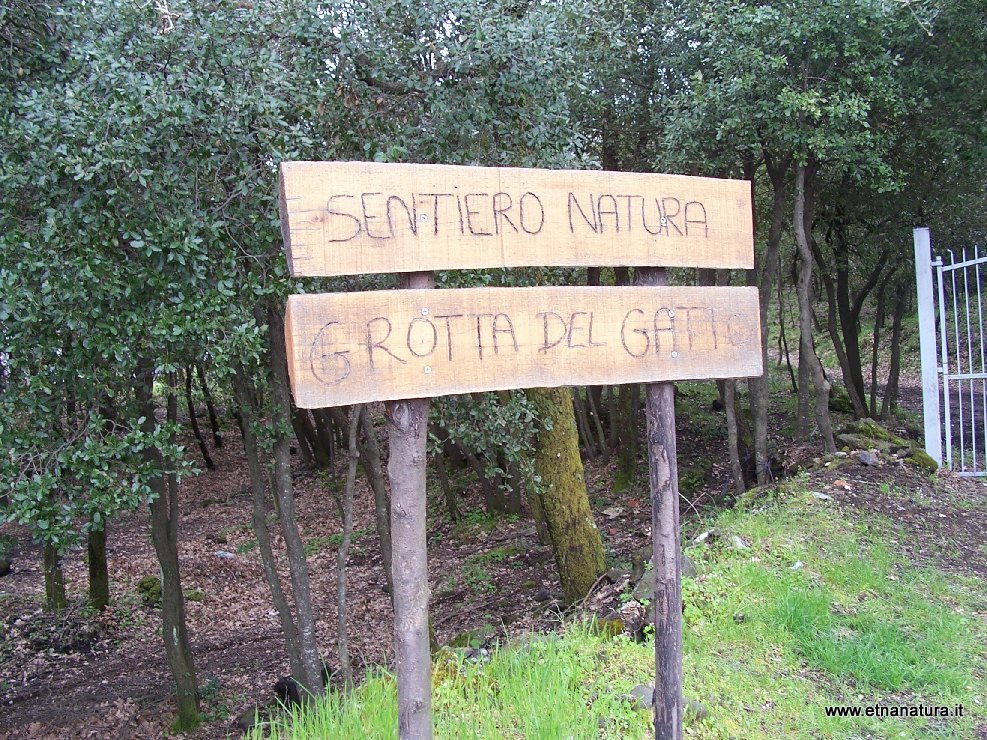 SENTIERO NATURA
GROTTA DEL GATTO
www.etnanatura.it